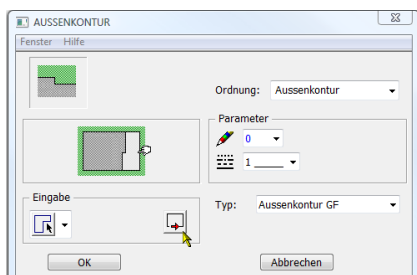 AUSSENKONTUR
Fenster Hilfe
Ordnung: Aussenkontur
Parameter
0
1
Eingabe
Typ: Aussenkontur GF
OK Abbrechen